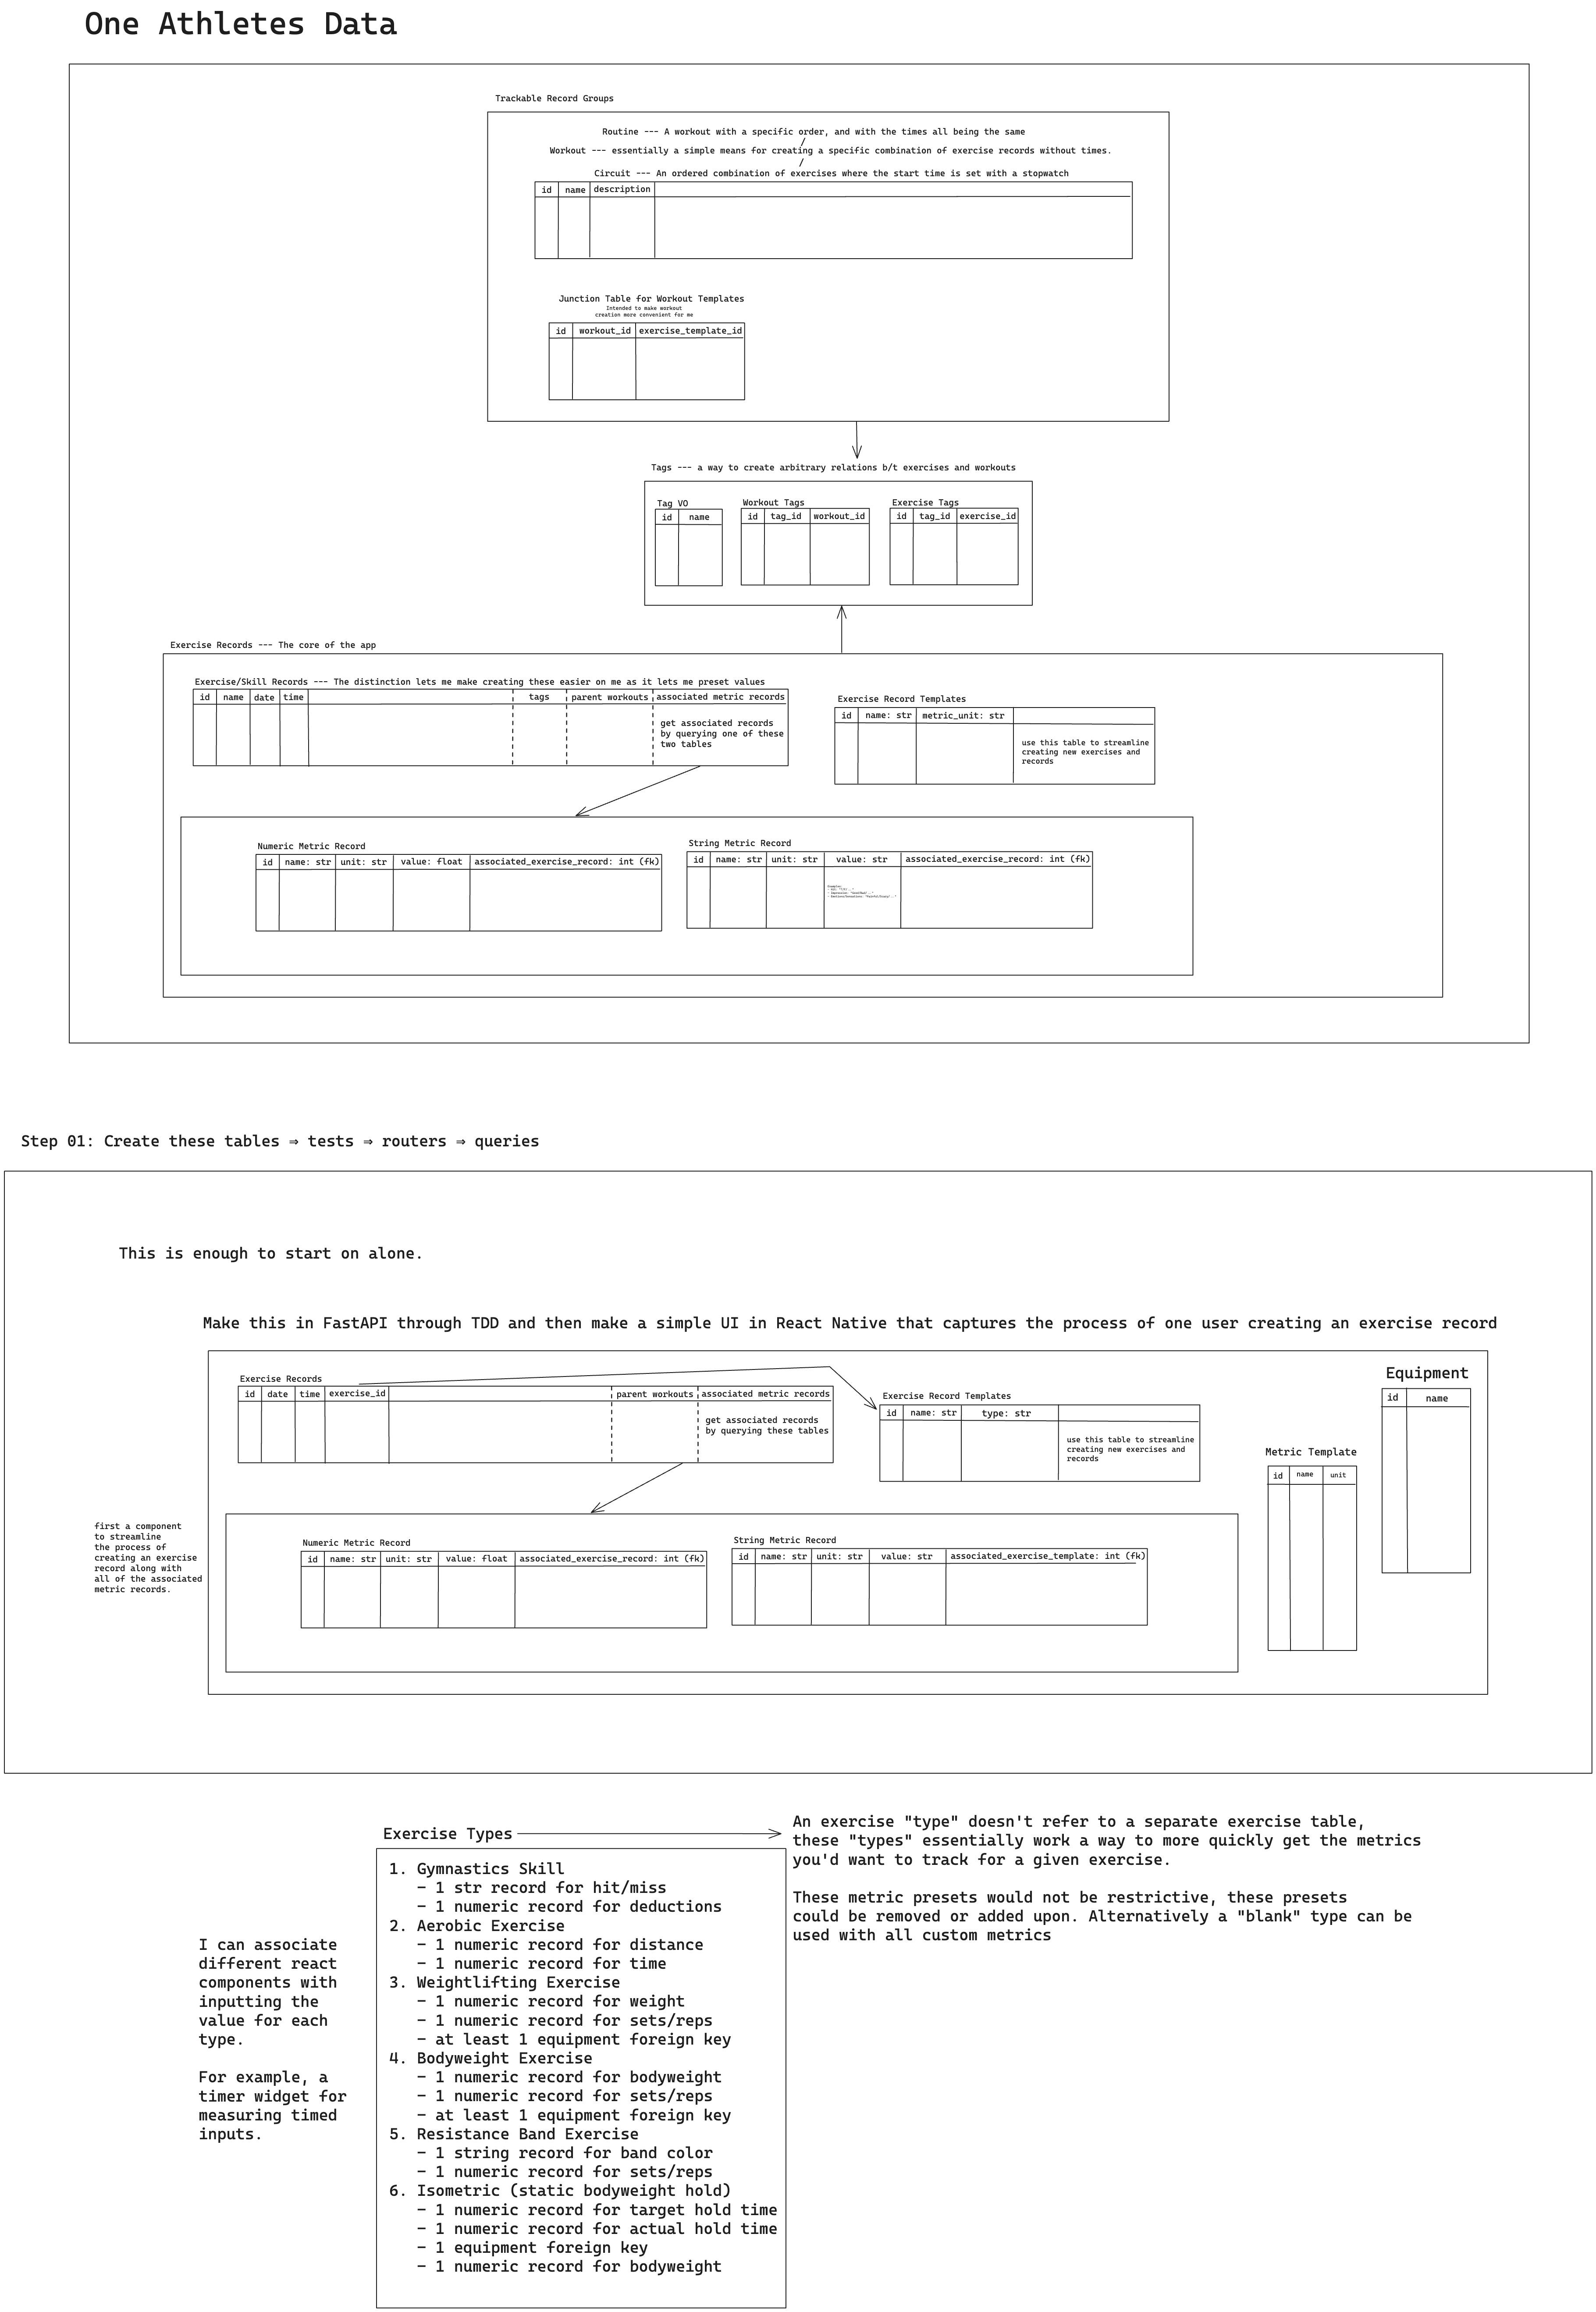 One Athletes Data
Trackable Record Groups
Routine --- A workout with a specific order, and with the times all being the same
/
Workout --- essentially a simple means for creating a specific combination of exercise records without times.
/
Circuit --- An ordered combination of exercises where the start time is set with a stopwatch
id name description
Junction Table for Workout Templates
Intended to make workout
creation more convenient for me
id workout_id exercise_template_id
Tags --- a way to create arbitrary relations b/t exercises and workouts
Tag VO
id name
Workout Tags
id tag_id workout_id
Exercise Tags
id tag_id exercise_id
Exercise Records --- The core of the app
Exercise/Skill Records --- The distinction lets me make creating these easier on me as it lets me preset values
id name date time tags parent workouts associated metric records
get associated records
by querying one of these
two tables
Exercise Record Templates
id name: str metric_unit: str
use this table to streamline
creating new exercises and
records
Numeric Metric Record
id name: str unit: str value: float associated_exercise_record: int (fk)
String Metric Record
id name: str unit: str value: str associated_exercise_record: int (fk)
Step 01: Create these tables ⇒ tests ⇒ routers ⇒ queries
This is enough to start on alone.
Make this in FastAPI through TDD and then make a simple UI in React Native that captures the process of one user creating an exercise record
Exercise Records
id date time exercise_id parent workouts associated metric records
get associated records
by querying these tables
Exercise Record Templates
id name: str type: str
use this table to streamline
creating new exercises and
records
Equipment
id name
Metric Template
id name unit
first a component
to streamline
the process of
creating an exercise
record along with
all of the associated
metric records.
Numeric Metric Record
id name: str unit: str value: float associated_exercise_record: int (fk)
String Metric Record
id name: str unit: str value: str associated_exercise_template: int (fk)
Exercise Types
1. Gymnastics Skill
- 1 str record for hit/miss
- 1 numeric record for deductions
2. Aerobic Exercise
- 1 numeric record for distance
- 1 numeric record for time
3. Weightlifting Exercise
- 1 numeric record for weight
- 1 numeric record for sets/reps
- at least 1 equipment foreign key
4. Bodyweight Exercise
- 1 numeric record for bodyweight
- 1 numeric record for sets/reps
- at least 1 equipment foreign key
5. Resistance Band Exercise
- 1 string record for band color
- 1 numeric record for sets/reps
6. Isometric (static bodyweight hold)
- 1 numeric record for target hold time
- 1 numeric record for actual hold time
- 1 equipment foreign key
- 1 numeric record for bodyweight
An exercise "type" doesn't refer to a separate exercise table,
these "types" essentially work a way to more quickly get the metrics
you'd want to track for a given exercise.
These metric presets would not be restrictive, these presets
could be removed or added upon. Alternatively a "blank" type can be
used with all custom metrics
I can associate
different react
components with
inputting the
value for each
type.
For example, a
timer widget for
measuring timed
inputs.